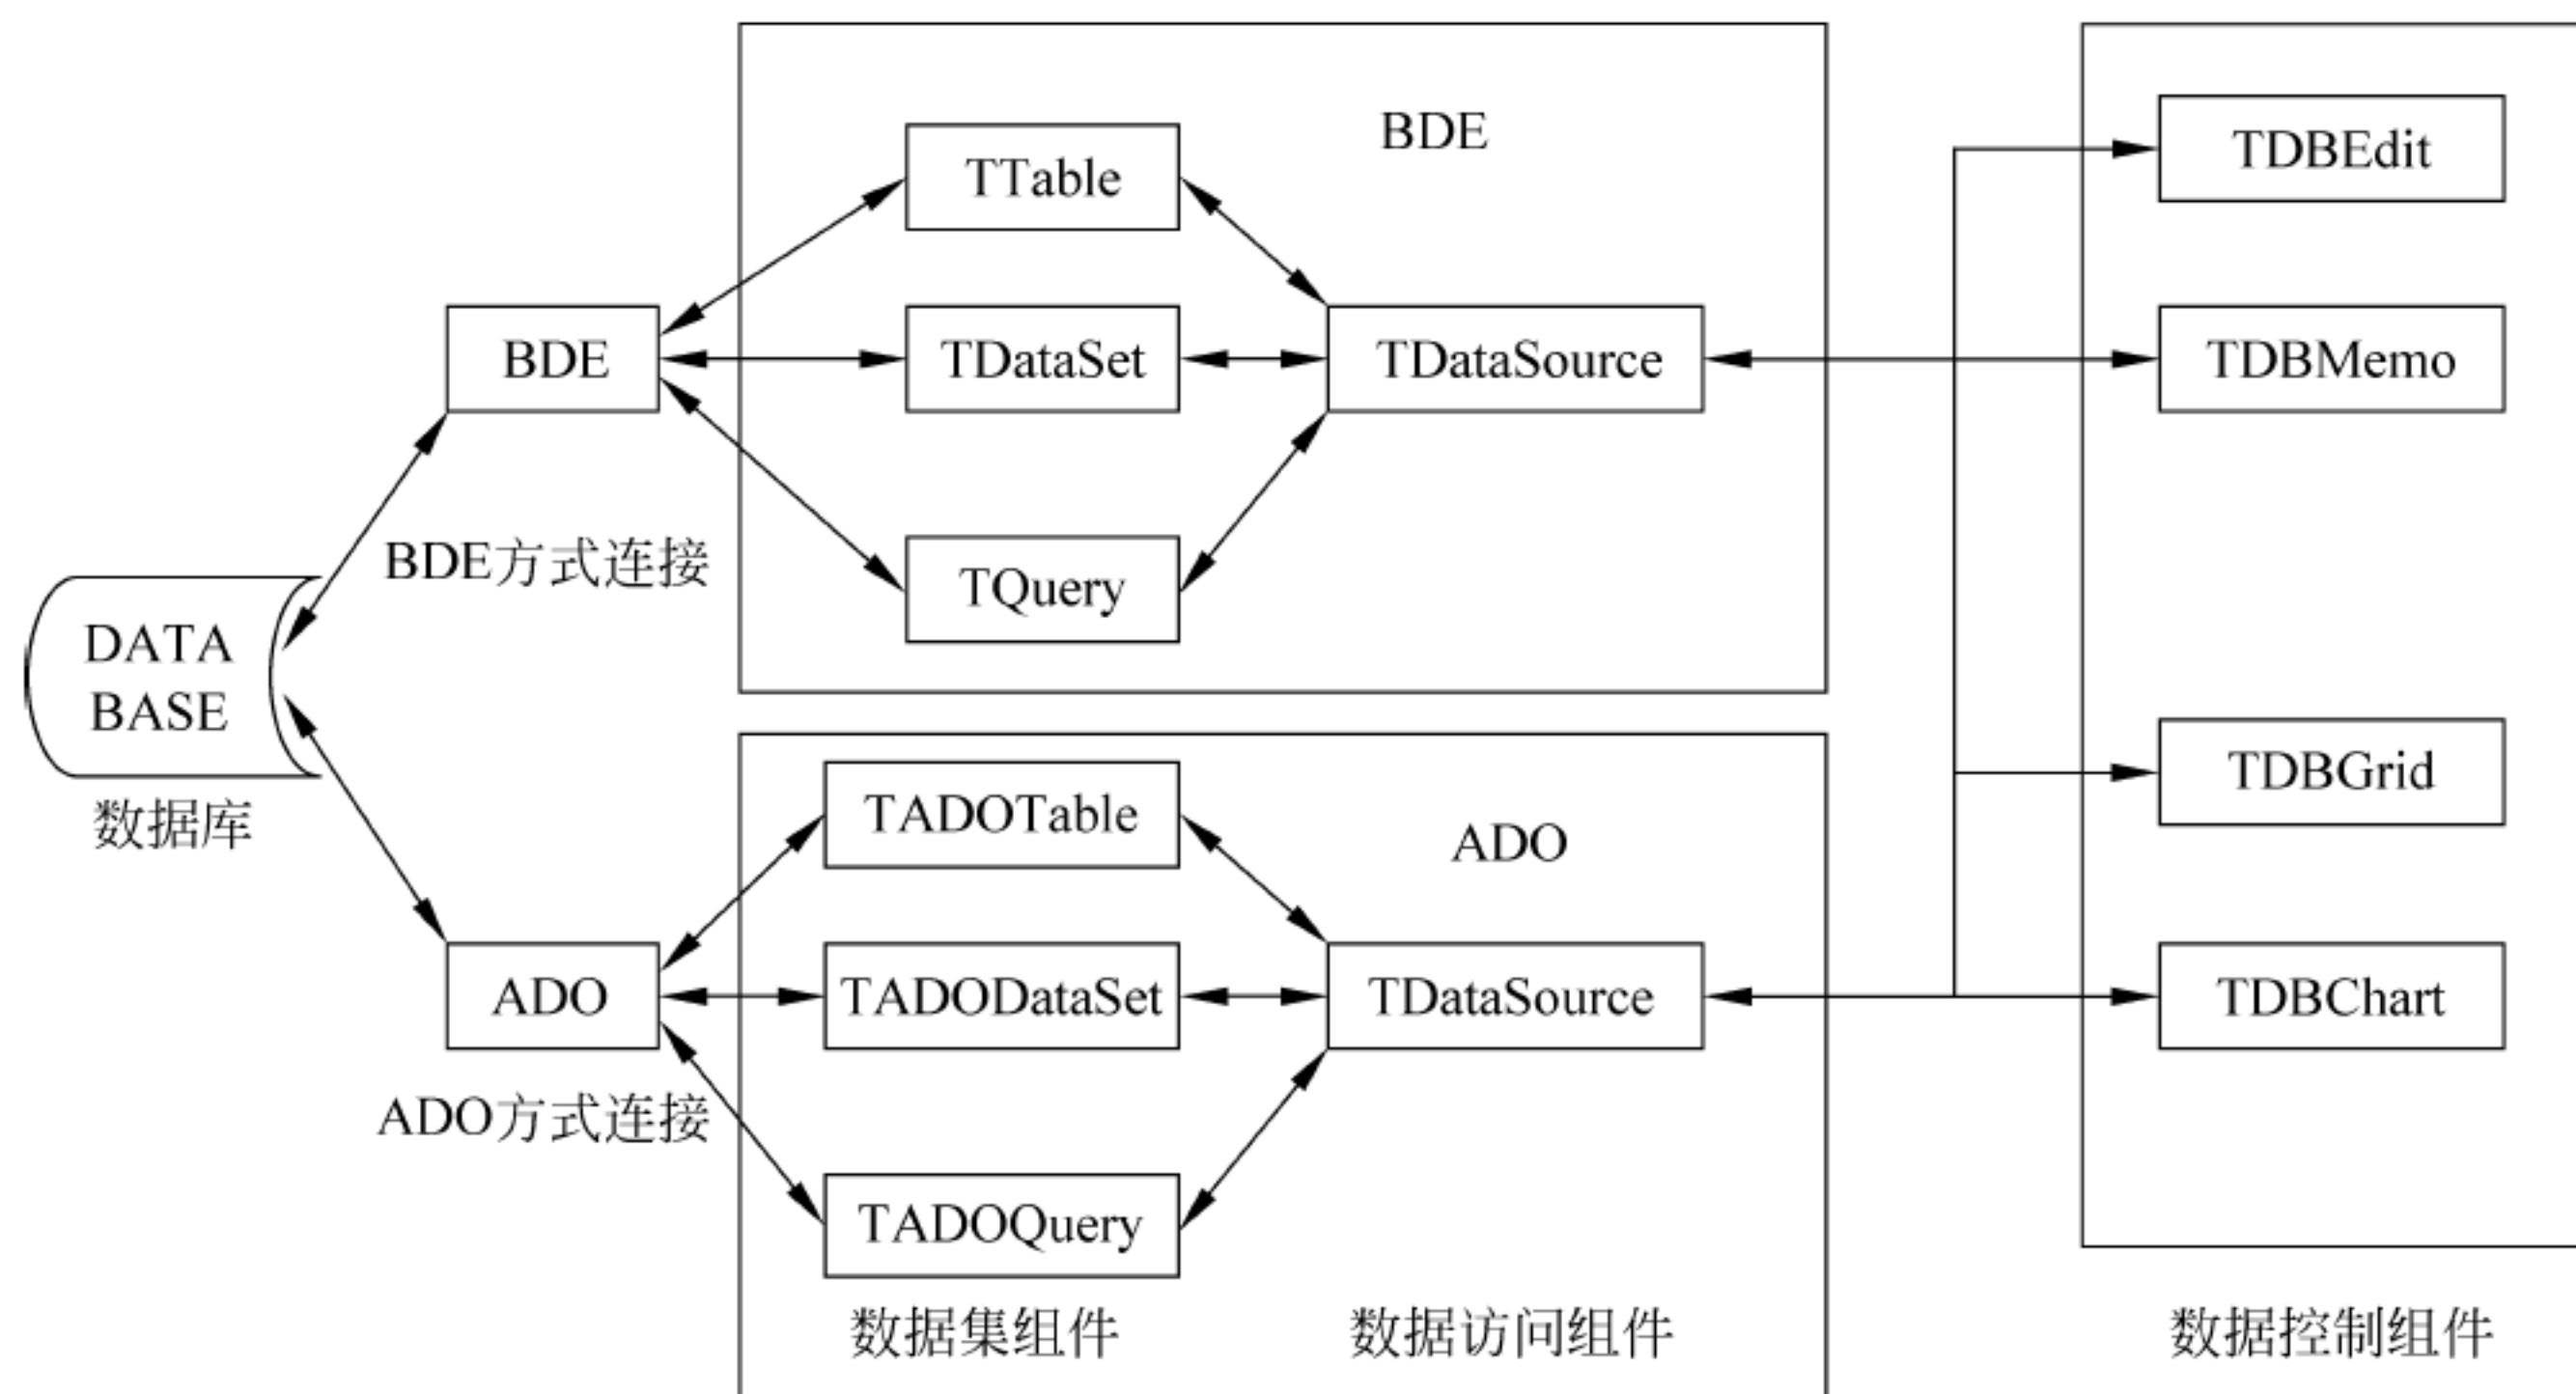 BDE
TTable
TDBEdit
BDE
TDataSet
TDataSource
TDBMemo
BDE方式连接
TQuery
DATA
BASE
数据库
TADOTable
ADO
TDBGrid
ADO
TADODataSet
TDataSource
TDBChart
ADO方式连接
TADOQuery
数据集组件
数据访问组件
数据控制组件